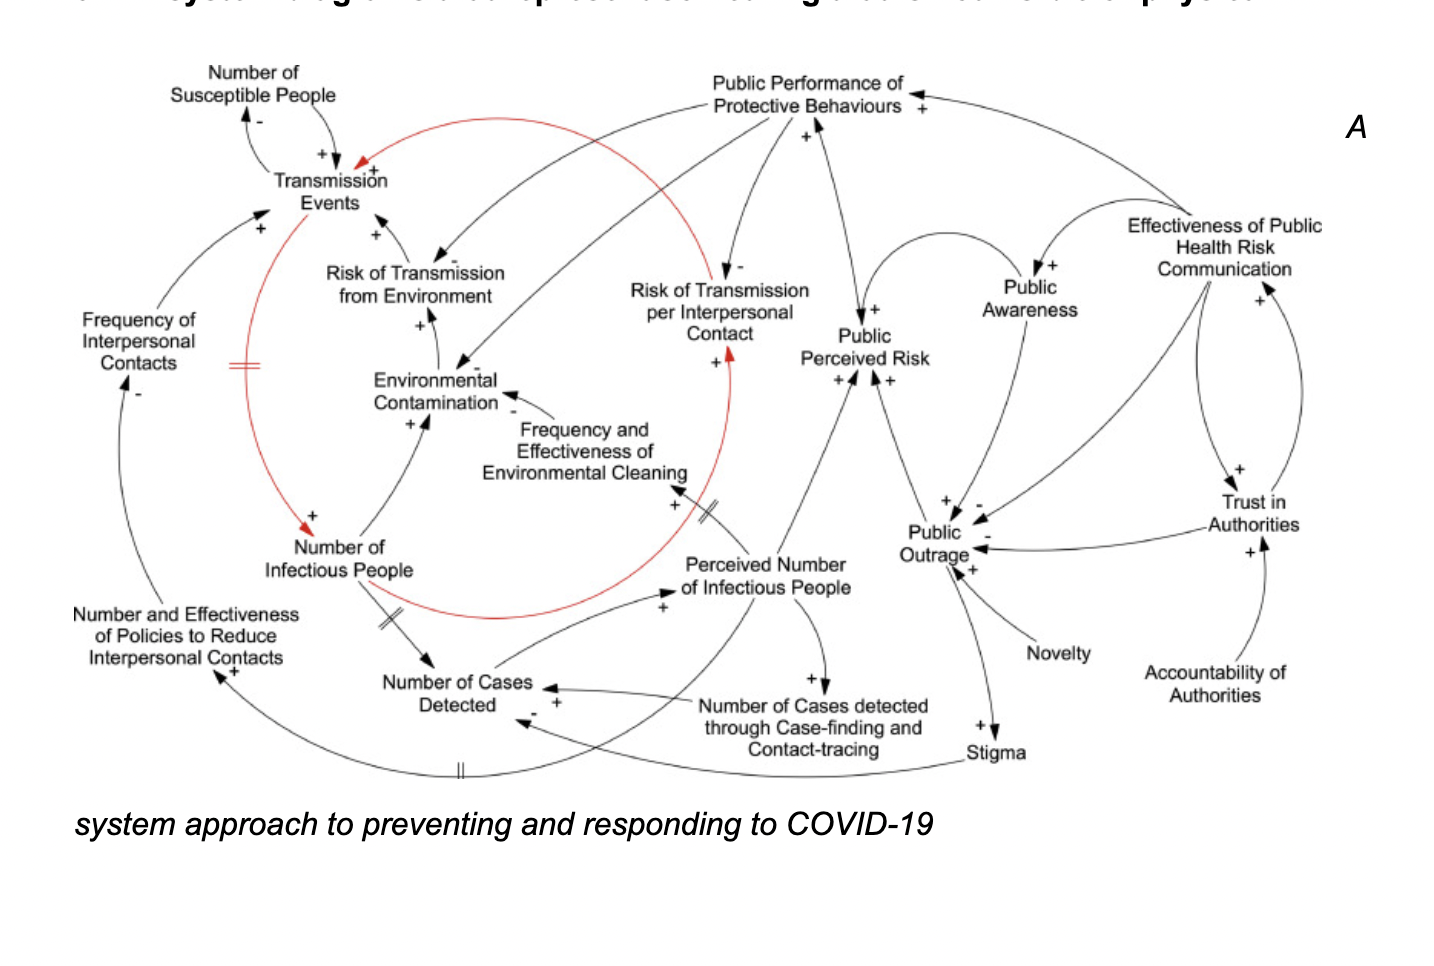 Number of
Susceptible People
Public Performance of
Protective Behaviours
A
Transmission
Events
Effectiveness of Public
Health Risk
Communication
Risk of Transmission
from Environment
Risk of Transmission
per Interpersonal
Contact
Public
Awareness
Frequency of
Interpersonal
Contacts
Public
Perceived Risk
Environmental
Contamination
Frequency and
Effectiveness of
Environmental Cleaning
Trust in
Authorities
Public
Outrage
Number of
Infectious People
Perceived Number
of Infectious People
Number and Effectiveness
of Policies to Reduce
Interpersonal Contacts
Novelty
Accountability of
Authorities
Number of Cases
Detected
Number of Cases detected
through Case-finding and
Contact-tracing
Stigma
system approach to preventing and responding to COVID-19